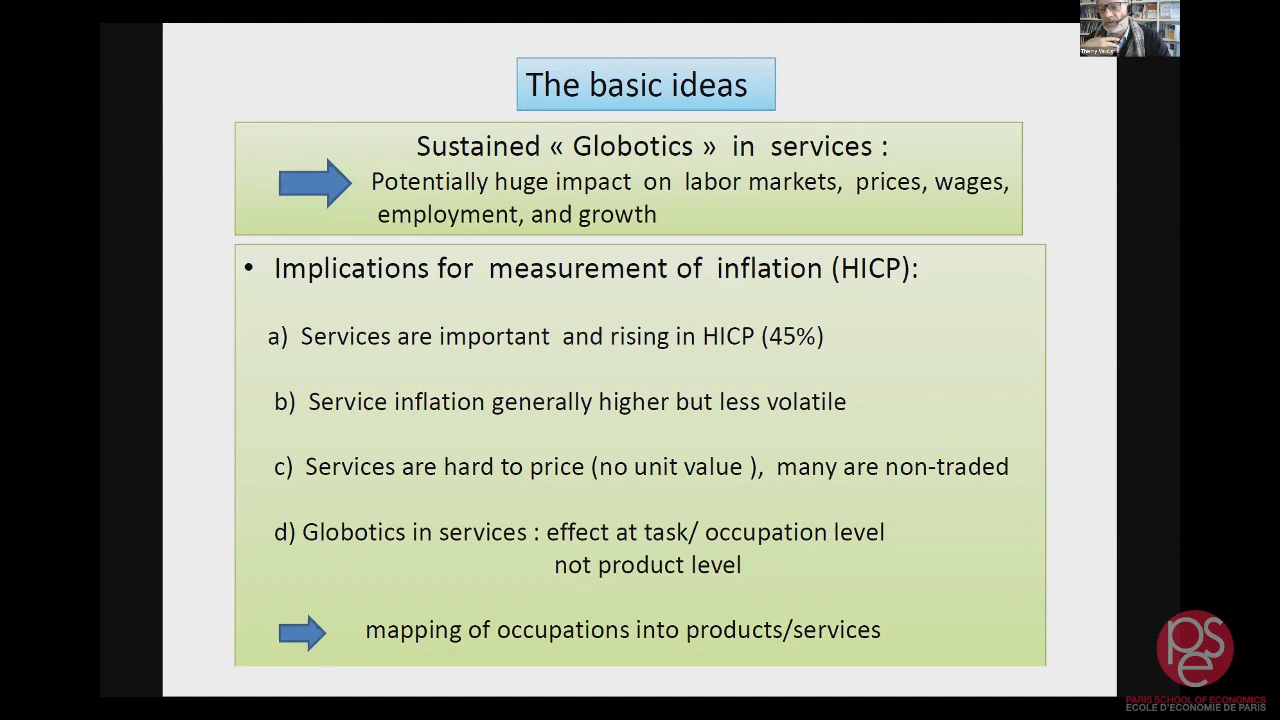 The basic ideas
Sustained « Globotics » in services :
Potentially huge impact on labor markets, prices, wages,
employment, and growth
• Implications for measurement of inflation (HICP):
a) Services are important and rising in HICP (45%)
b) Service inflation generally higher but less volatile
c) Services are hard to price (no unit value ), many are non-traded
d) Globotics in services : effect at task/ occupation level
not product level
mapping of occupations into products/services
Thierry
pse
PARIS SCHOOL OF ECONOMICS
ECOLE D'ECONOMIE DE PARIS